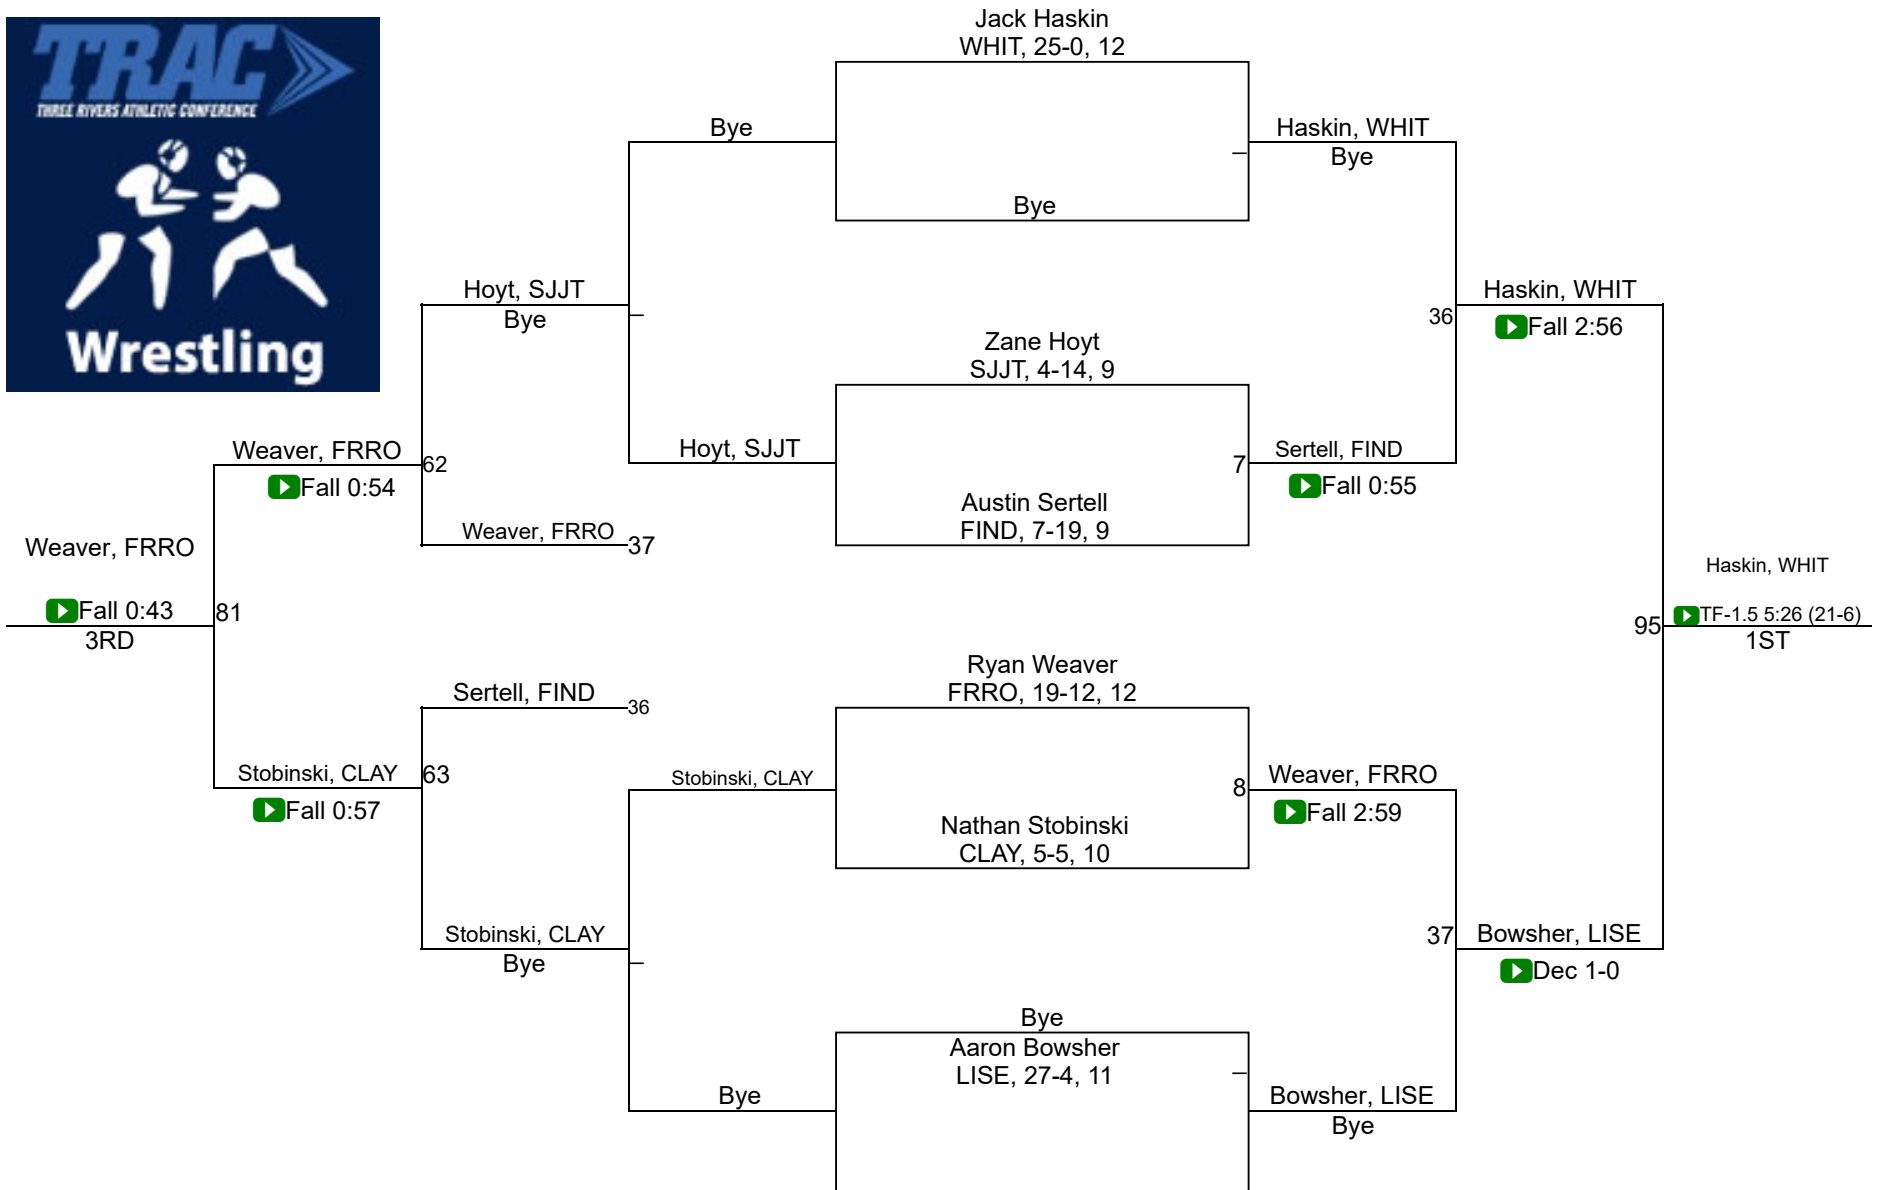 TRAC
THREE RIVERS ATHLETIC CONFERENCE
Wrestling
Jack Haskin
WHIT, 25-0, 12
Bye
Haskin, WHIT
Bye
Bye
Hoyt, SJJT
Bye
Haskin, WHIT
36
Fall 2:56
Zane Hoyt
SJJT, 4-14, 9
Weaver, FRRO
62
Fall 0:54
Hoyt, SJJT
7
Sertell, FIND
Fall 0:55
Austin Sertell
FIND, 7-19, 9
Weaver, FRRO
37
Weaver, FRRO
Fall 0:43
81
3RD
Haskin, WHIT
95
TF-1.5 5:26 (21-6)
1ST
Ryan Weaver
FRRO, 19-12, 12
Sertell, FIND
36
Stobinski, CLAY
63
Fall 0:57
Stobinski, CLAY
8
Weaver, FRRO
Fall 2:59
Nathan Stobinski
CLAY, 5-5, 10
Stobinski, CLAY
Bye
37
Bowsher, LISE
Dec 1-0
Bye
Aaron Bowsher
LISE, 27-4, 11
Bye
Bowsher, LISE
Bye